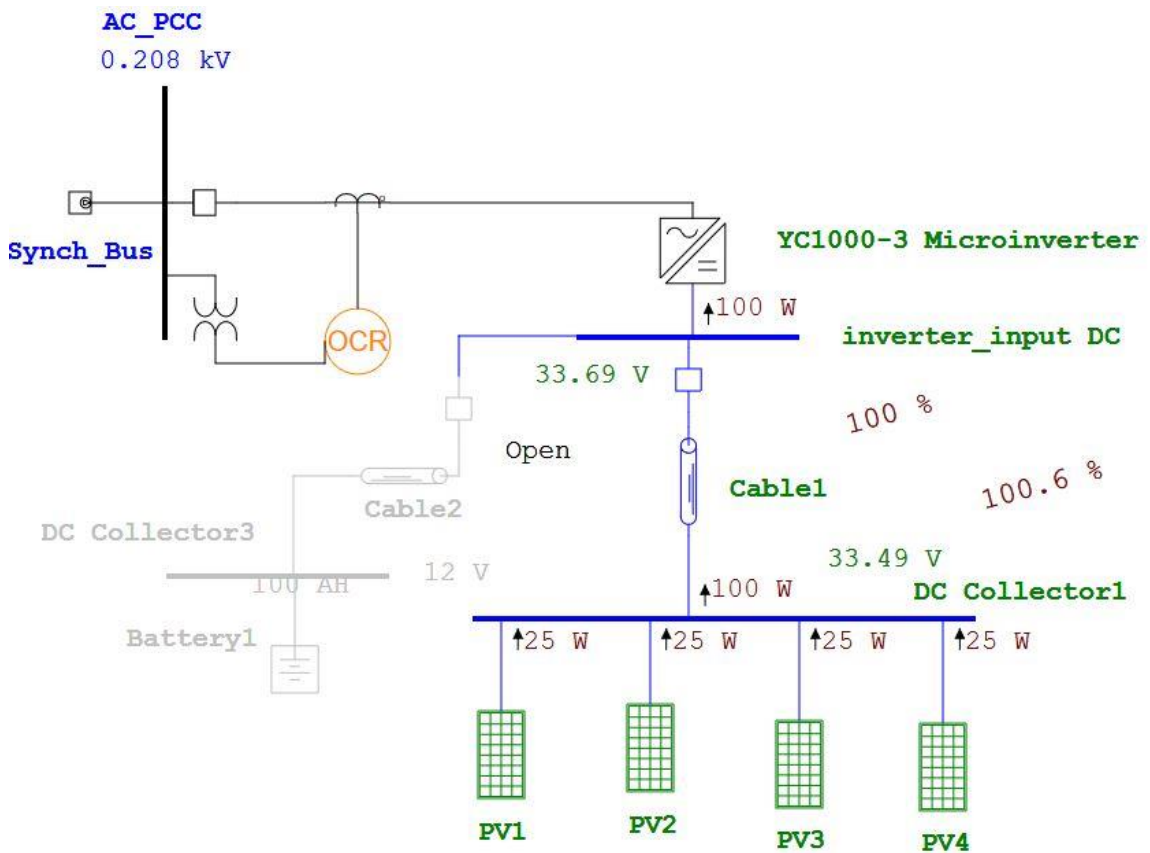 AC_PCC
0.208 kV
Synch_Bus
YC1000-3 Microinverter
100 W
OCR
inverter_input DC
33.69 V
100 %
Open
Cable1
100.6 %
Cable2
DC Collector3
33.49 V
12 V
100 AH
100 W
DC Collector1
Battery1
25 W
25 W
25 W
25 W
PV1
PV2
PV3
PV4